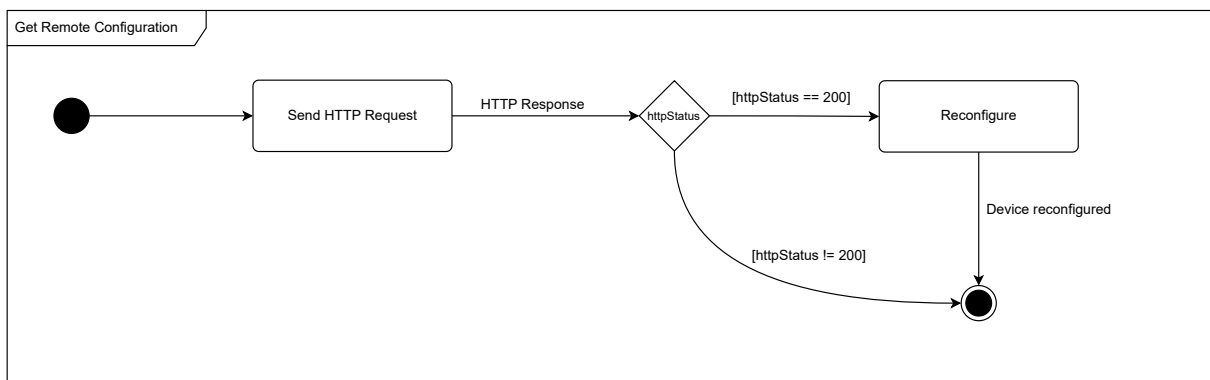 Get Remote Configuration
Send HTTP Request
HTTP Response
httpStatus
[httpStatus == 200]
Reconfigure
Device reconfigured
[httpStatus != 200]